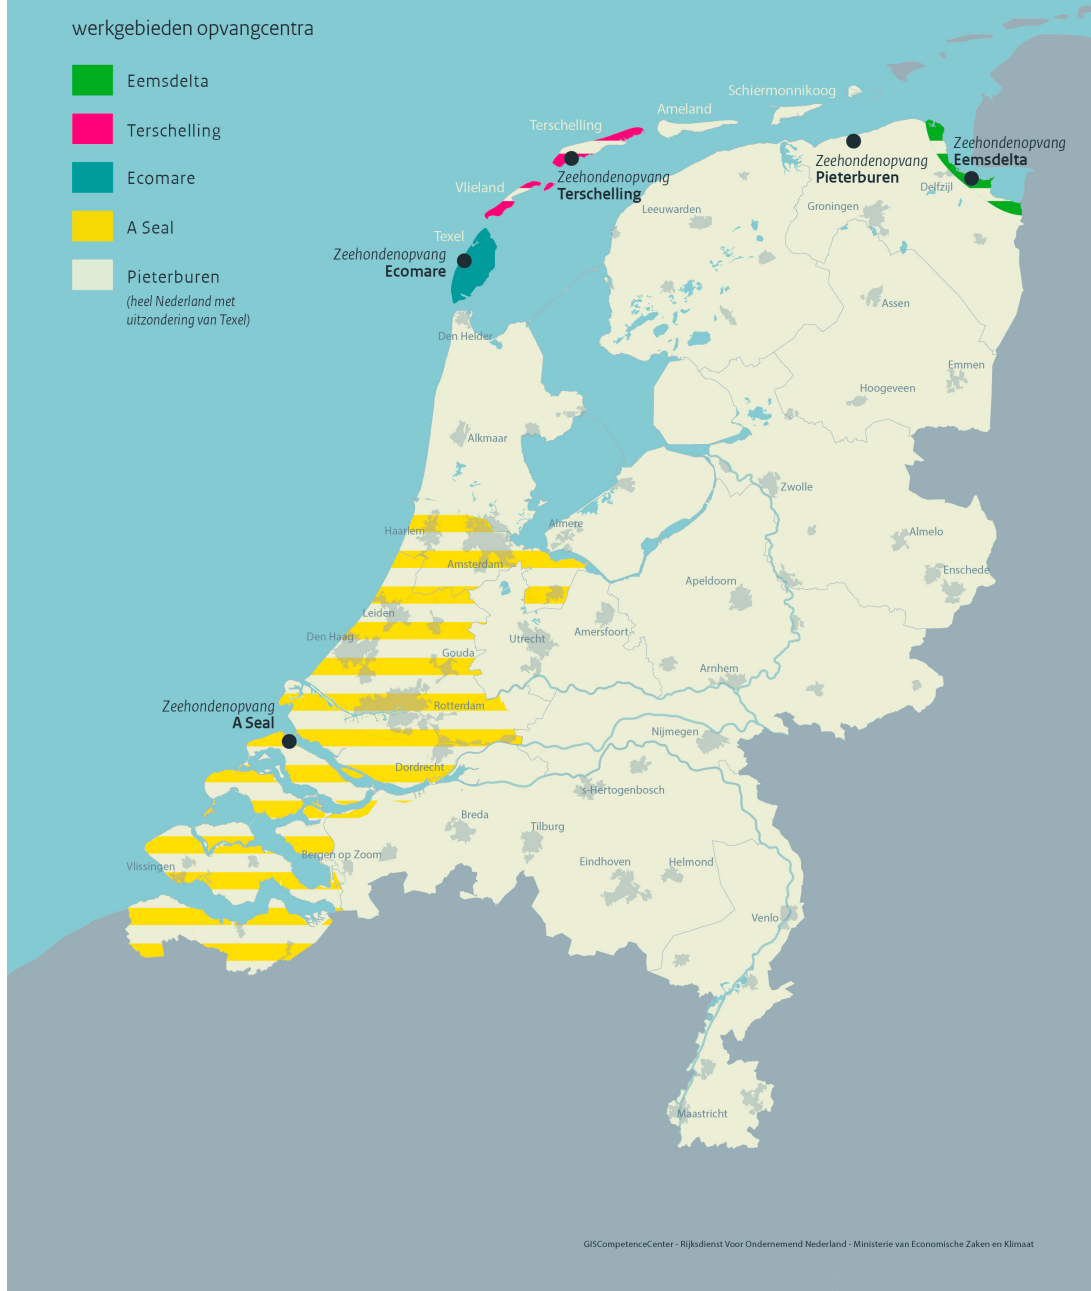 werkgebieden opvangcentra
Eemsdelta
Terschelling
Ecomare
A Seal
Pieterburen
(heel Nederland met
uitzondering van Texel)
Schiermonnikoog
Ameland
Terschelling
Vlieland
Texel
Zeehondenopvang
Eemsdelta
Zeehondenopvang
Pieterburen
Zeehondenopvang
Terschelling
Zeehondenopvang
Ecomare
Delfzijl
Leeuwarden
Groningen
Assen
Den Helder
Emmen
Hoogeveen
Alkmaar
Zwolle
Haarlem
Almere
Almelo
Amsterdam
Enschede
Apeldoorn
Leiden
Den Haag
Utrecht
Amersfoort
Gouda
Arnhem
Zeehondenopvang
A Seal
Rotterdam
Nijmegen
Dordrecht
's-Hertogenbosch
Breda
Tilburg
Bergen op Zoom
Vlissingen
Eindhoven
Helmond
Venlo
Maastricht
GISCompetenceCenter - Rijksdienst Voor Ondernemend Nederland - Ministerie van Economische Zaken en Klimaat